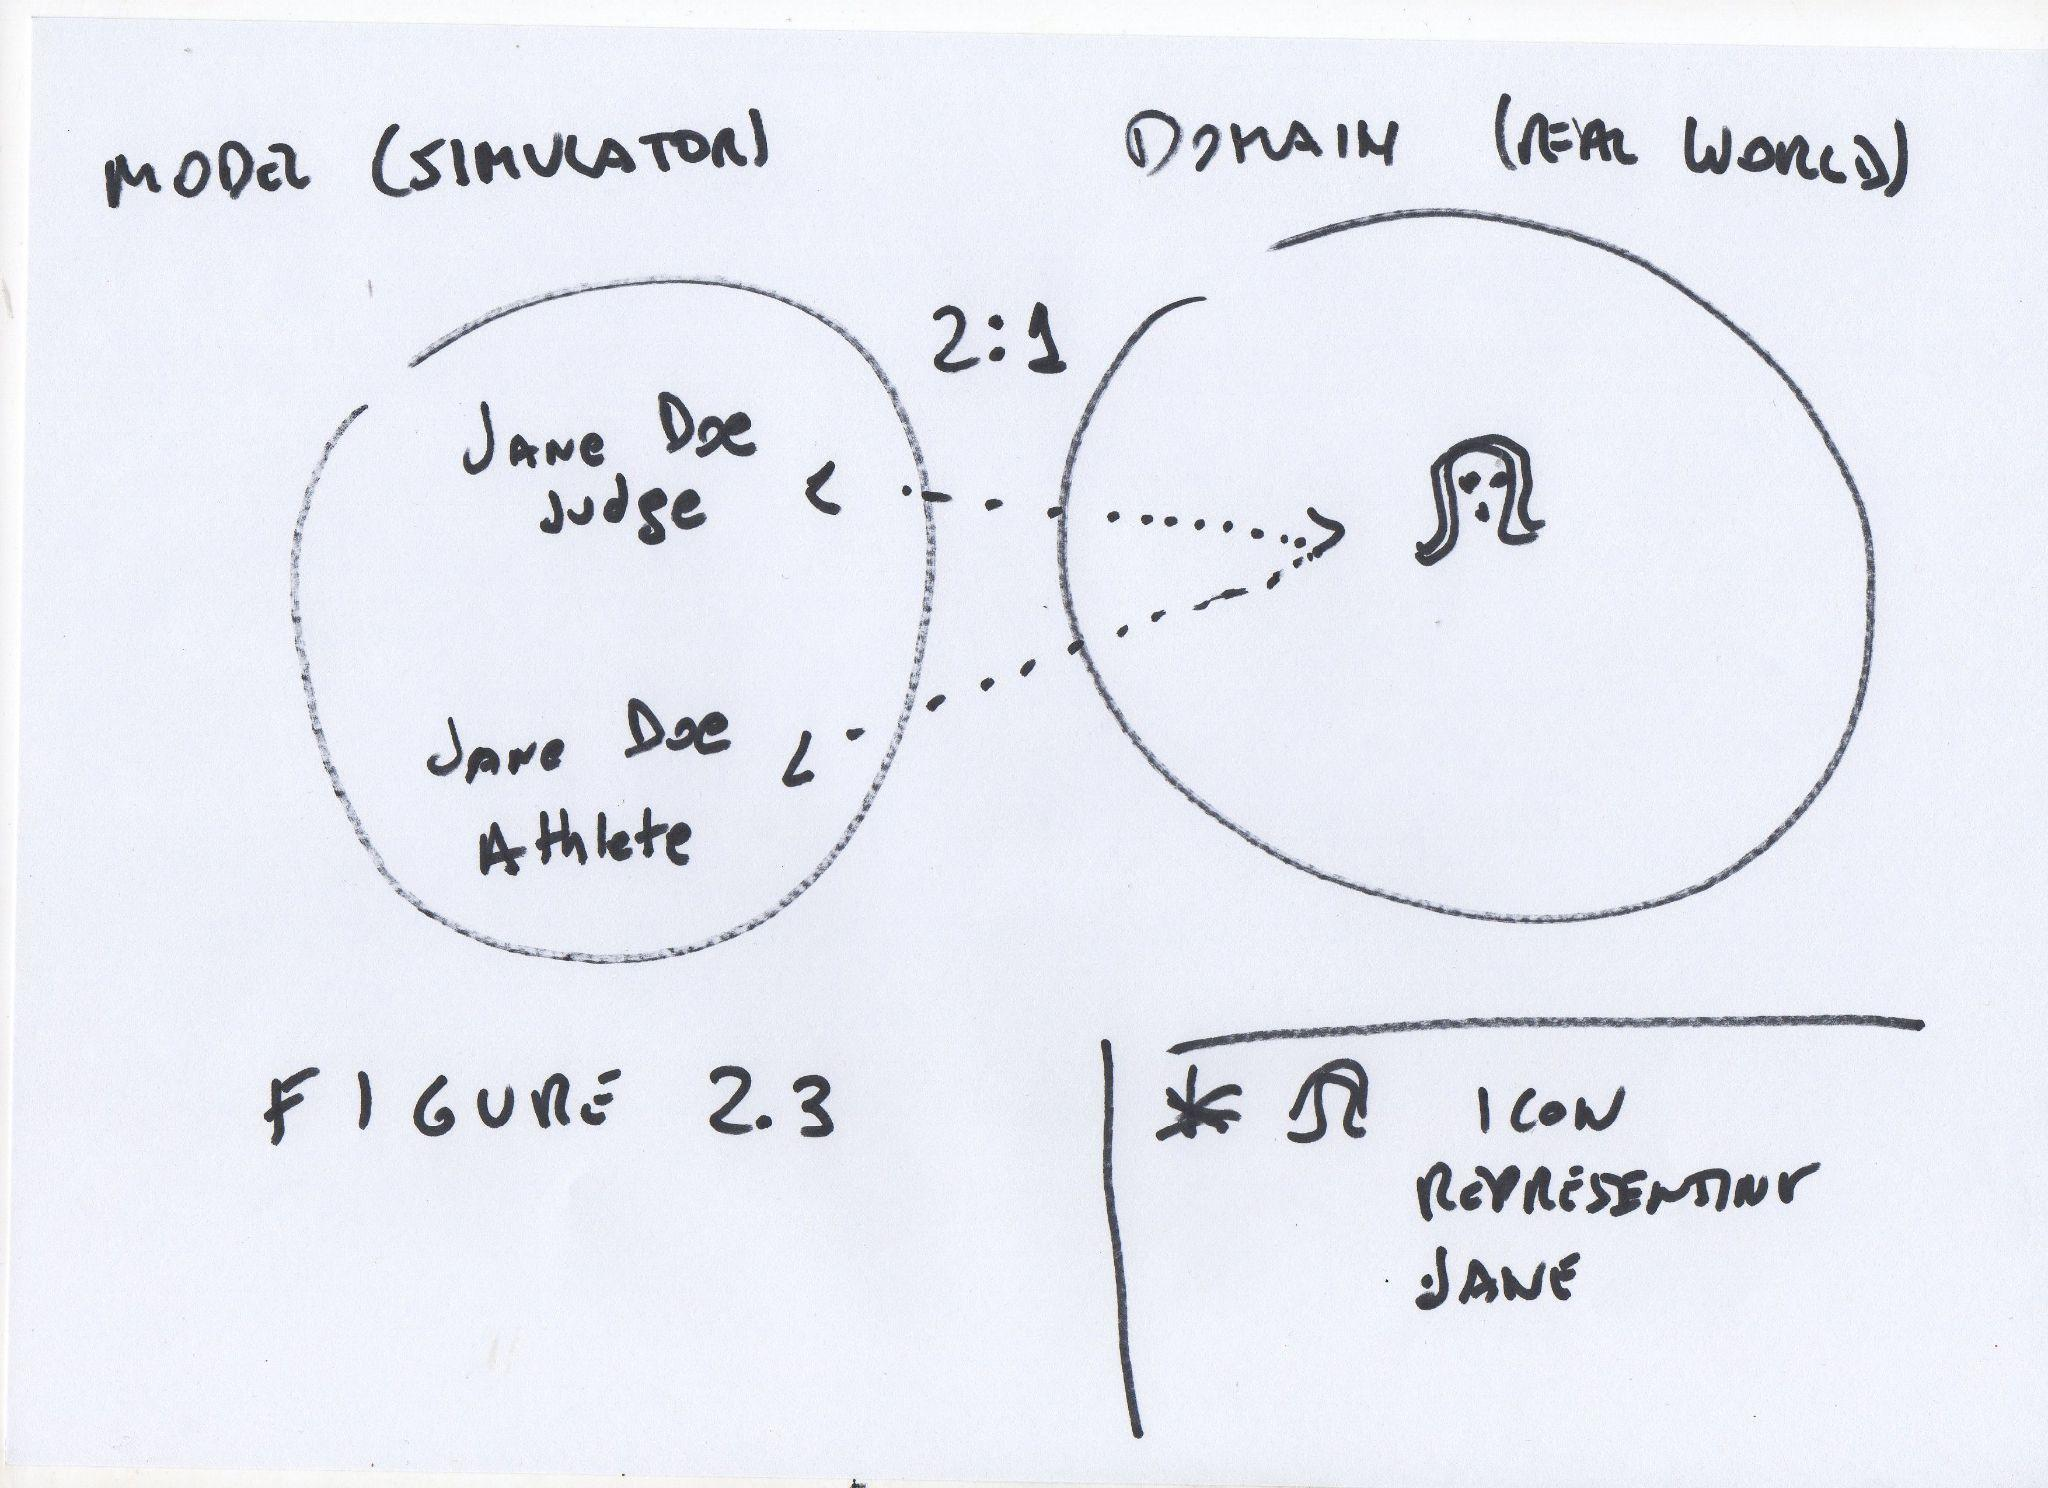 MODEL (SIMULATOR)
DOMAIN (REAL WORLD)
2:1
Jane Doe
Judge
Jane Doe
Athlete
FIGURE 2.3
* ICON
REPRESENTING
JANE